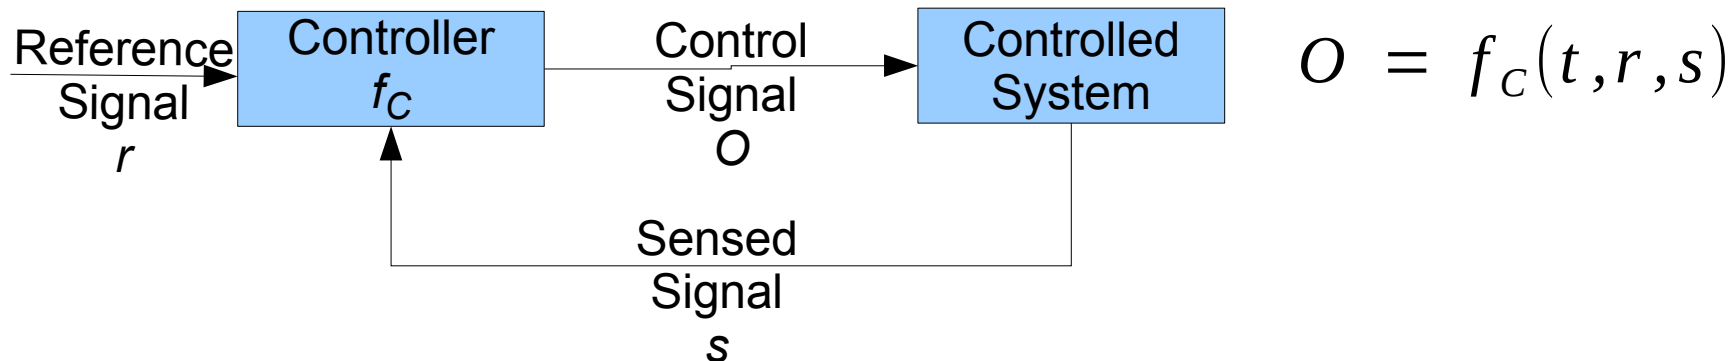 Reference
Signal
r
Controller
f_C
Control
Signal
O
Controlled
System
Sensed
Signal
s
O = f_C(t,r,s)